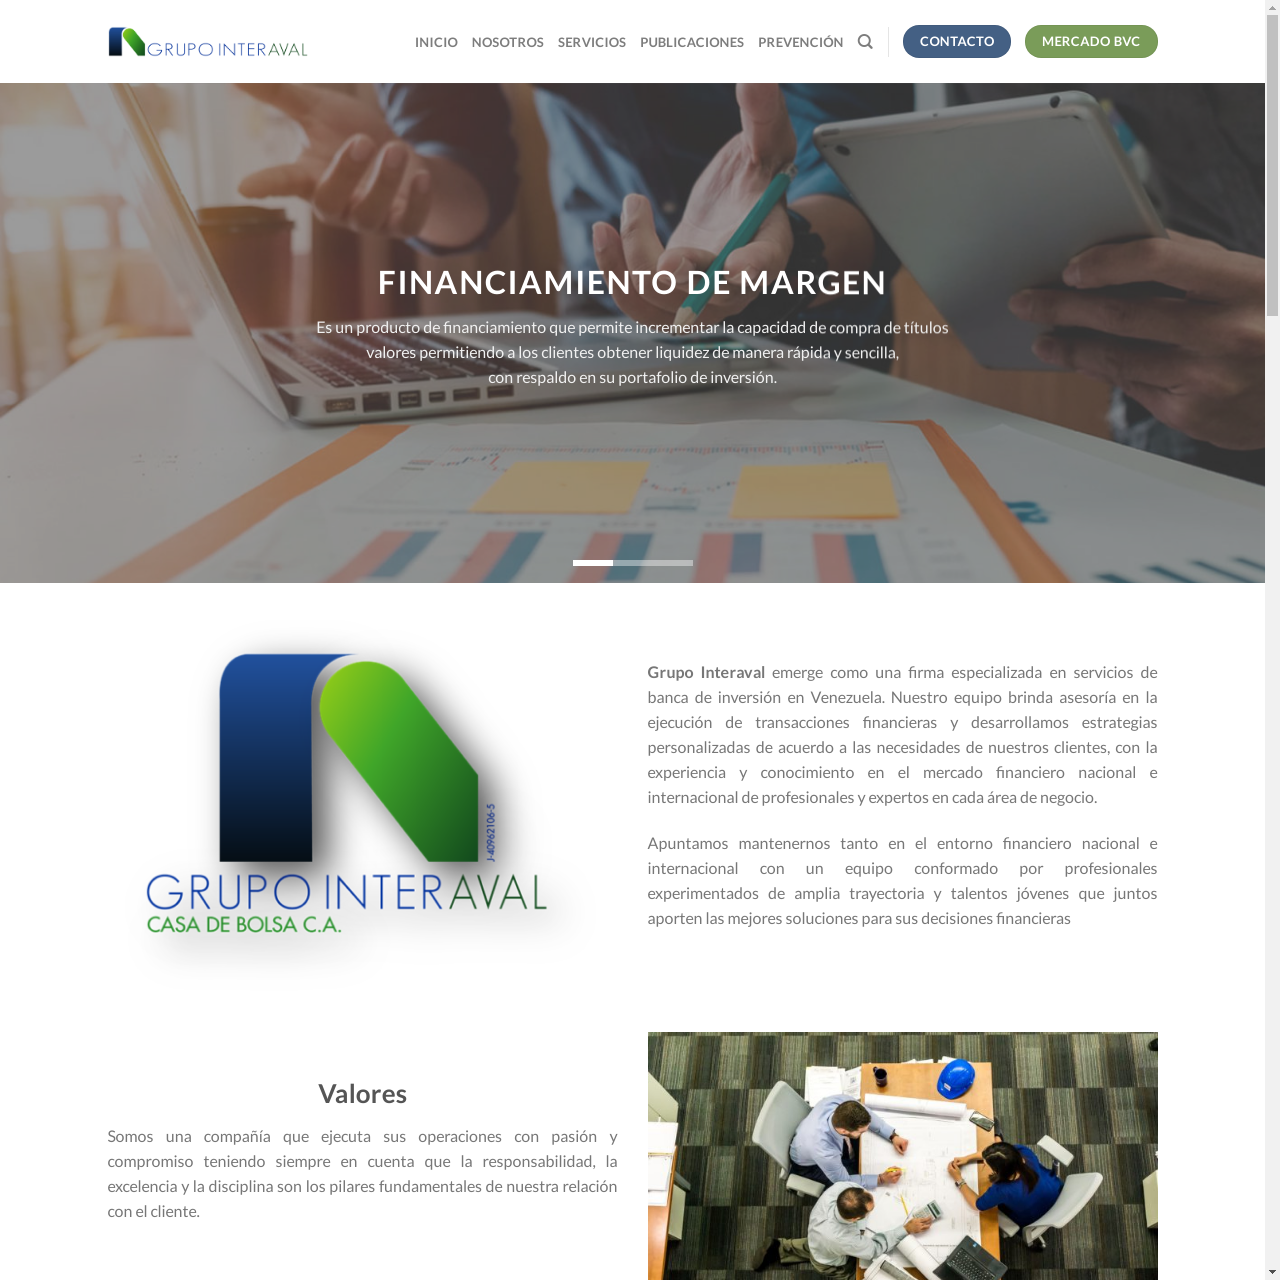 GRUPO INTERAVAL
INICIO
NOSOTROS
SERVICIOS
PUBLICACIONES
PREVENCIÓN
CONTACTO
MERCADO BVC
FINANCIAMIENTO DE MARGEN
Es un producto de financiamiento que permite incrementar la capacidad de compra de títulos
valores permitiendo a los clientes obtener liquidez de manera rápida y sencilla,
con respaldo en su portafolio de inversión.
J-40962106-5
GRUPO INTERAVAL
CASA DE BOLSA C.A.
Grupo Interaval emerge como una firma especializada en servicios de
banca de inversión en Venezuela. Nuestro equipo brinda asesoría en la
ejecución de transacciones financieras y desarrollamos estrategias
personalizadas de acuerdo a las necesidades de nuestros clientes, con la
experiencia y conocimiento en el mercado financiero nacional e
internacional de profesionales y expertos en cada área de negocio.
Apuntamos mantenernos tanto en el entorno financiero nacional e
internacional con un equipo conformado por profesionales
experimentados de amplia trayectoria y talentos jóvenes que juntos
aporten las mejores soluciones para sus decisiones financieras
Valores
Somos una compañía que ejecuta sus operaciones con pasión y
compromiso teniendo siempre en cuenta que la responsabilidad, la
excelencia y la disciplina son los pilares fundamentales de nuestra relación
con el cliente.